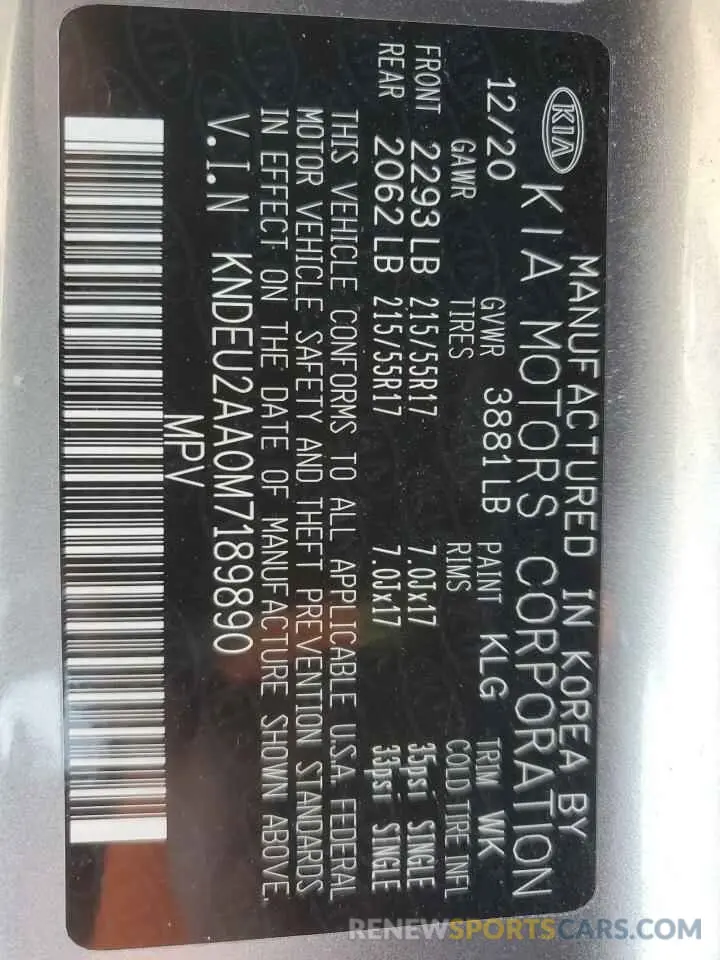 KIA
MANUFACTURED IN KOREA BY
KIA MOTORS CORPORATION
12/20 GVWR 3881LB PAINT KLG TRIM WK
GAWR TIRES RIMS COLD TIRE INFL
FRONT 2293LB 215/55R17 7.0Jx17 35psi SINGLE
REAR 2062LB 215/55R17 7.0Jx17 33psi SINGLE
THIS VEHICLE CONFORMS TO ALL APPLICABLE U.S.A. FEDERAL
MOTOR VEHICLE SAFETY AND THEFT PREVENTION STANDARDS
IN EFFECT ON THE DATE OF MANUFACTURE SHOWN ABOVE.
V.I.N KNDEU2AA0M7189890
MPV
RENEWSPORTSCARS.COM